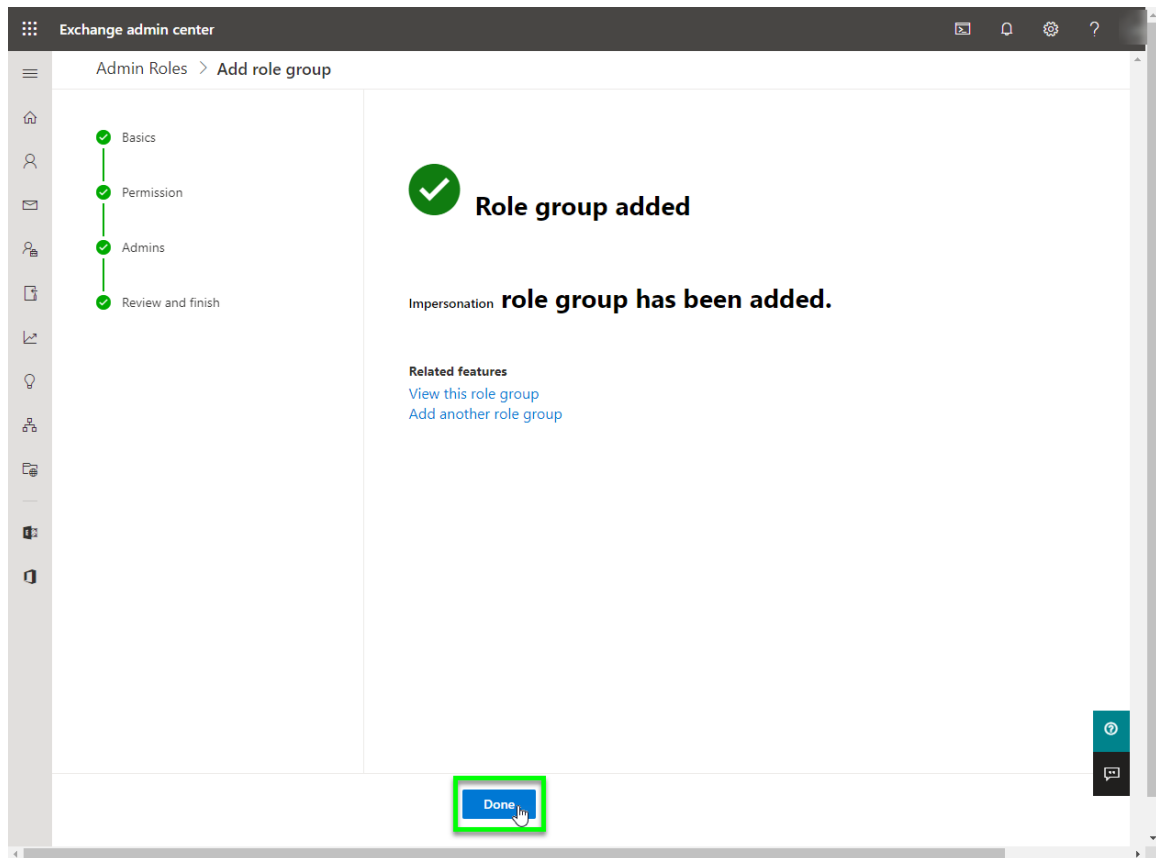 Exchange admin center
?
Admin Roles > Add role group
Basics
Permission
Admins
Review and finish
Role group added
Impersonation role group has been added.
Related features
View this role group
Add another role group
Done